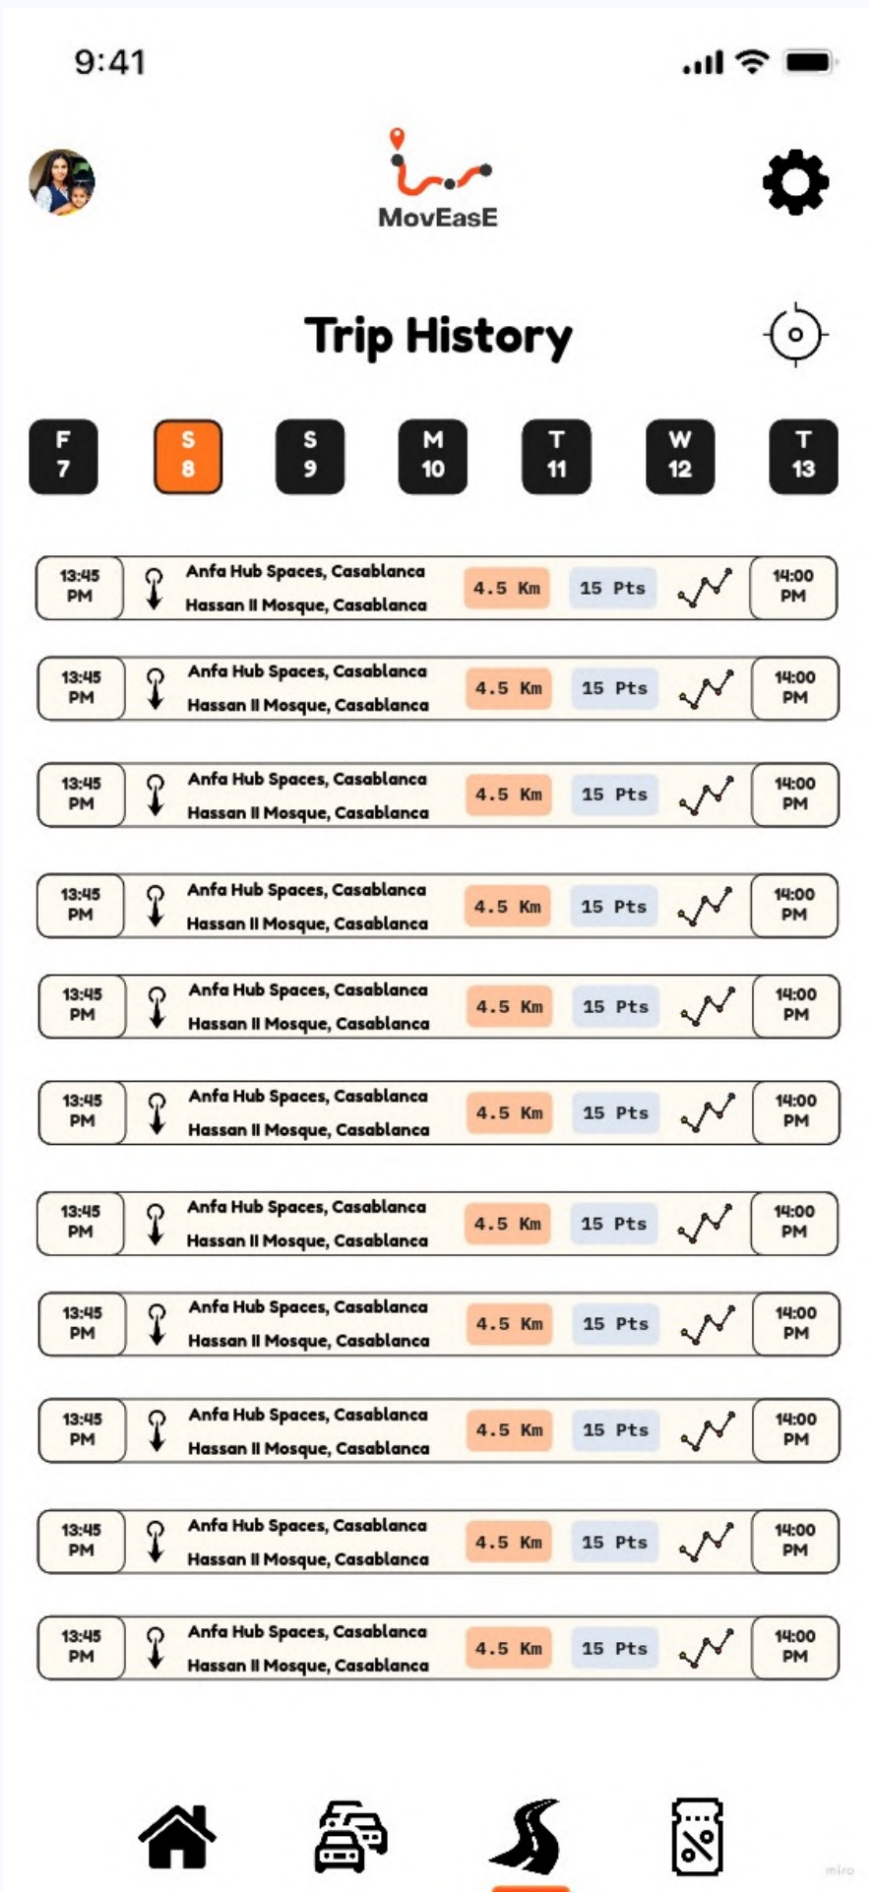 9:41
MovEasE
Trip History
F S S M T W T
7 8 9 10 11 12 13
13:45 PM
Anfa Hub Spaces, Casablanca
Hassan II Mosque, Casablanca
4.5 Km
15 Pts
14:00 PM
13:45 PM
Anfa Hub Spaces, Casablanca
Hassan II Mosque, Casablanca
4.5 Km
15 Pts
14:00 PM
13:45 PM
Anfa Hub Spaces, Casablanca
Hassan II Mosque, Casablanca
4.5 Km
15 Pts
14:00 PM
13:45 PM
Anfa Hub Spaces, Casablanca
Hassan II Mosque, Casablanca
4.5 Km
15 Pts
14:00 PM
13:45 PM
Anfa Hub Spaces, Casablanca
Hassan II Mosque, Casablanca
4.5 Km
15 Pts
14:00 PM
13:45 PM
Anfa Hub Spaces, Casablanca
Hassan II Mosque, Casablanca
4.5 Km
15 Pts
14:00 PM
13:45 PM
Anfa Hub Spaces, Casablanca
Hassan II Mosque, Casablanca
4.5 Km
15 Pts
14:00 PM
13:45 PM
Anfa Hub Spaces, Casablanca
Hassan II Mosque, Casablanca
4.5 Km
15 Pts
14:00 PM
13:45 PM
Anfa Hub Spaces, Casablanca
Hassan II Mosque, Casablanca
4.5 Km
15 Pts
14:00 PM
13:45 PM
Anfa Hub Spaces, Casablanca
Hassan II Mosque, Casablanca
4.5 Km
15 Pts
14:00 PM
13:45 PM
Anfa Hub Spaces, Casablanca
Hassan II Mosque, Casablanca
4.5 Km
15 Pts
14:00 PM
miro